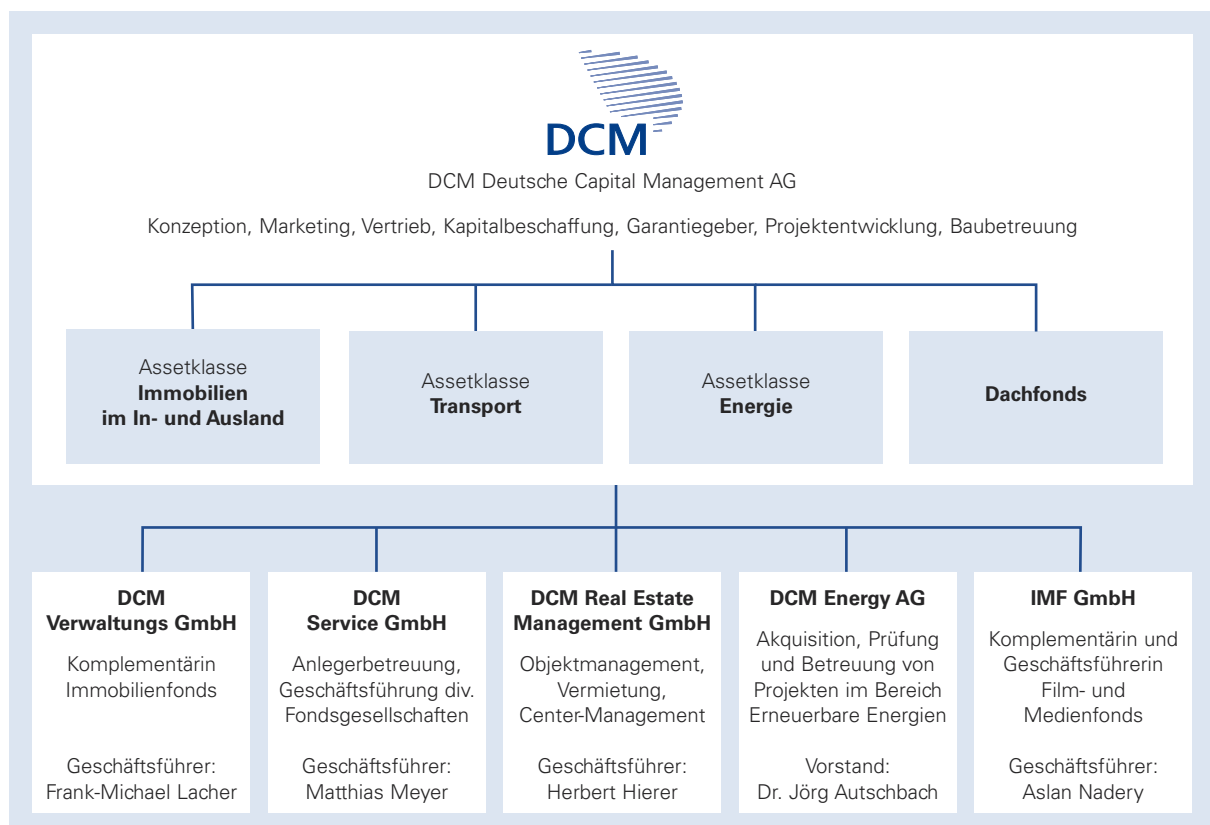 DCM
DCM Deutsche Capital Management AG
Konzeption, Marketing, Vertrieb, Kapitalbeschaffung, Garantiegeber, Projektentwicklung, Baubetreuung
Assetklasse
Immobilien
im In- und Ausland
Assetklasse
Transport
Assetklasse
Energie
Dachfonds
DCM
Verwaltungs GmbH
Komplementärin
Immobilienfonds
Geschäftsführer:
Frank-Michael Lacher
DCM
Service GmbH
Anlegerbetreuung,
Geschäftsführung div.
Fondsgesellschaften
Geschäftsführer:
Matthias Meyer
DCM Real Estate
Management GmbH
Objektmanagement,
Vermietung,
Center-Management
Geschäftsführer:
Herbert Hierer
DCM Energy AG
Akquisition, Prüfung
und Betreuung von
Projekten im Bereich
Erneuerbare Energien
Vorstand:
Dr. Jörg Autschbach
IMF GmbH
Komplementärin und
Geschäftsführerin
Film- und
Medienfonds
Geschäftsführer:
Aslan Nadery